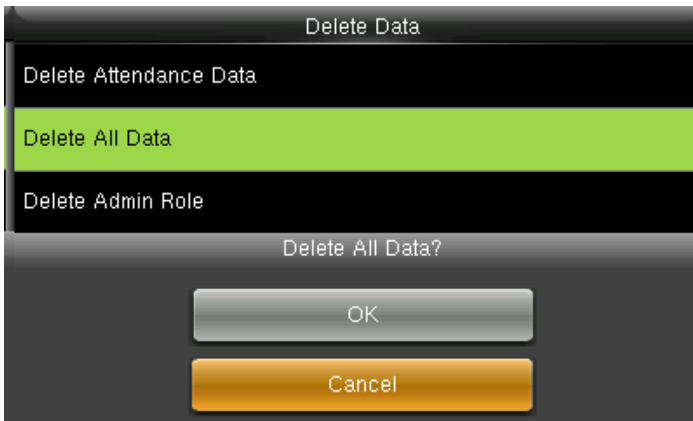 Delete Data
Delete Attendance Data
Delete All Data
Delete Admin Role
Delete All Data?
OK
Cancel